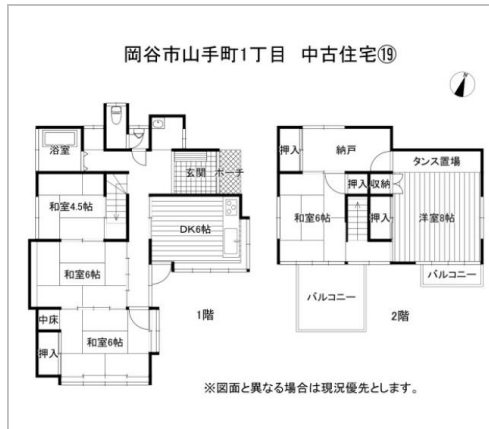 岡谷市山手町1丁目 中古住宅⑲
N
浴室
玄関
ポーチ
和室4.5帖
DK6帖
和室6帖
中床
和室6帖
押入
1階
押入
納戸
タンス置場
押入
収納
和室6帖
押入
洋室8帖
バルコニー
バルコニー
2階
※図面と異なる場合は現況優先とします。